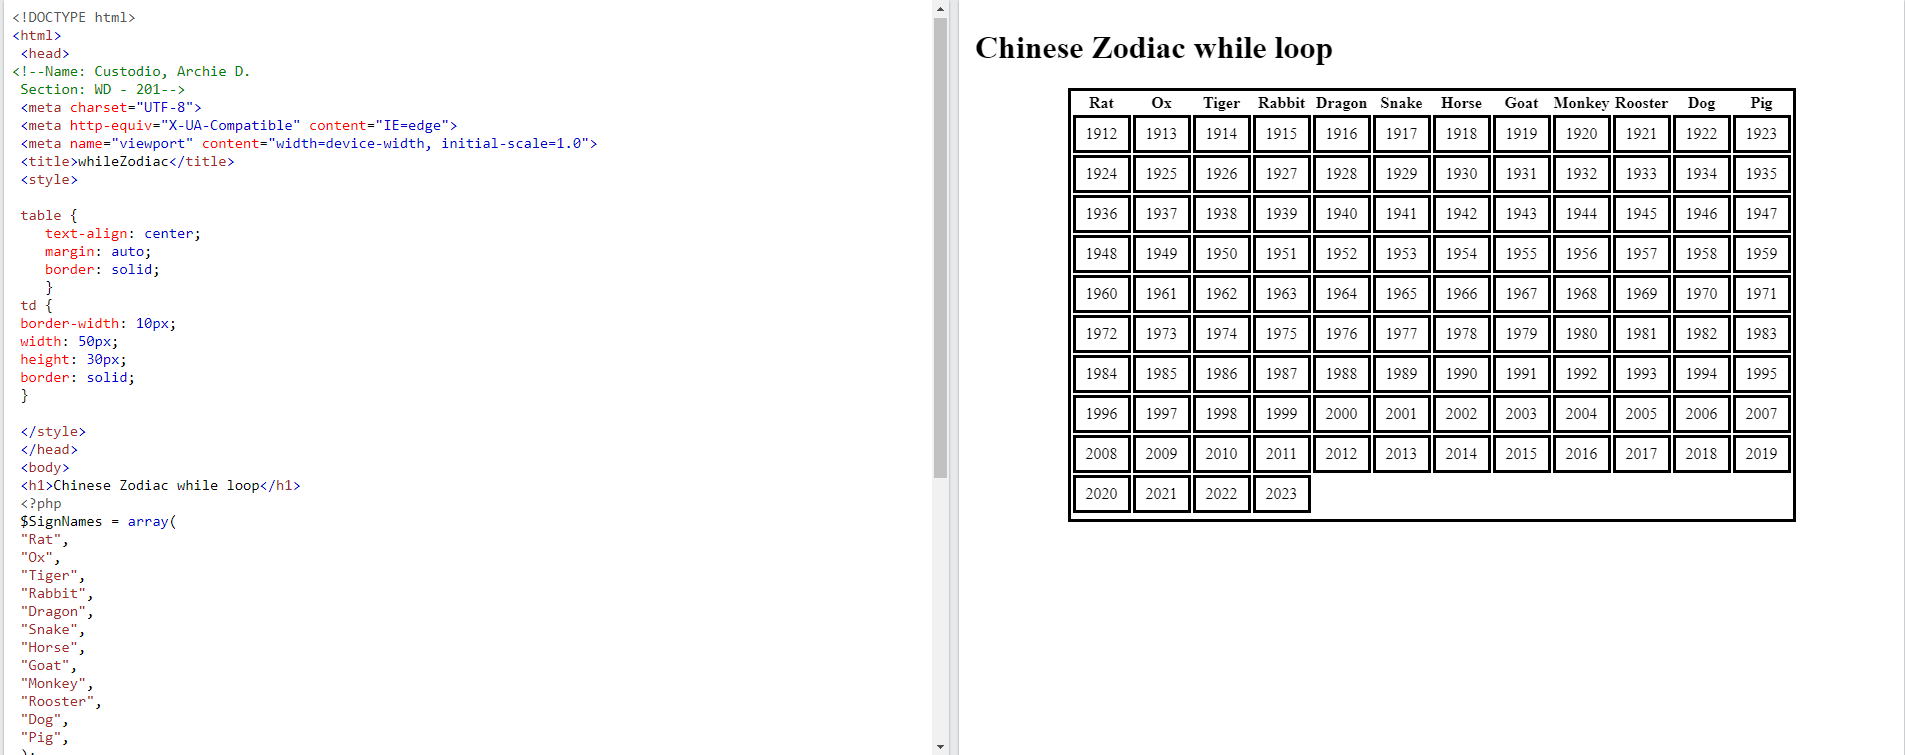 <!DOCTYPE html>
<html>
<head>
<!--Name: Custodio, Archie D.
Section: WD - 201-->
<meta charset="UTF-8">
<meta http-equiv="X-UA-Compatible" content="IE=edge">
<meta name="viewport" content="width=device-width, initial-scale=1.0">
<title>whileZodiac</title>
<style>
table {
text-align: center;
margin: auto;
border: solid;
}
td {
border-width: 10px;
width: 50px;
height: 30px;
border: solid;
}
</style>
</head>
<body>
<h1>Chinese Zodiac while loop</h1>
<?php
$SignNames = array(
"Rat",
"Ox",
"Tiger",
"Rabbit",
"Dragon",
"Snake",
"Horse",
"Goat",
"Monkey",
"Rooster",
"Dog",
"Pig",
);
Chinese Zodiac while loop
Rat Ox Tiger Rabbit Dragon Snake Horse Goat Monkey Rooster Dog Pig
1912 1913 1914 1915 1916 1917 1918 1919 1920 1921 1922 1923
1924 1925 1926 1927 1928 1929 1930 1931 1932 1933 1934 1935
1936 1937 1938 1939 1940 1941 1942 1943 1944 1945 1946 1947
1948 1949 1950 1951 1952 1953 1954 1955 1956 1957 1958 1959
1960 1961 1962 1963 1964 1965 1966 1967 1968 1969 1970 1971
1972 1973 1974 1975 1976 1977 1978 1979 1980 1981 1982 1983
1984 1985 1986 1987 1988 1989 1990 1991 1992 1993 1994 1995
1996 1997 1998 1999 2000 2001 2002 2003 2004 2005 2006 2007
2008 2009 2010 2011 2012 2013 2014 2015 2016 2017 2018 2019
2020 2021 2022 2023